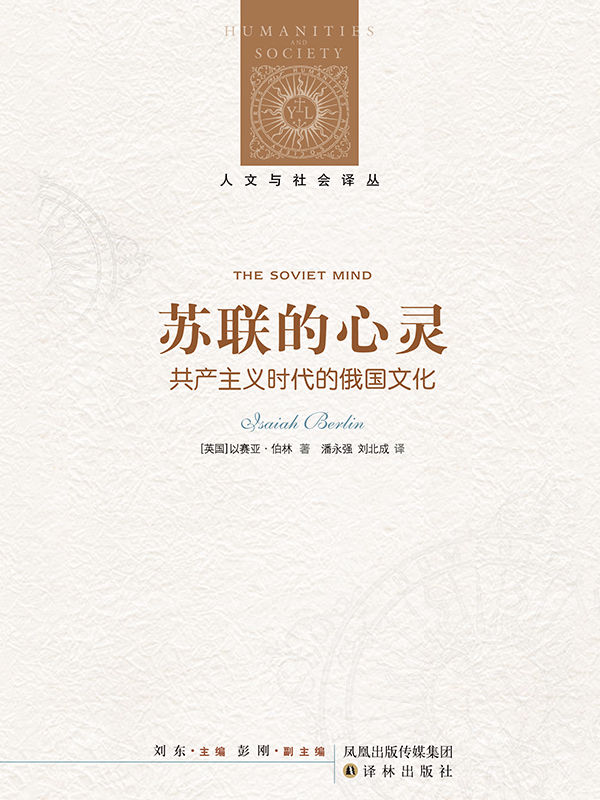 HUMANITIES
AND
SOCIETY
YL
人文与社会译丛
THE SOVIET MIND
苏联的心灵
共产主义时代的俄国文化
Isaiah Berlin
[英国]以赛亚·伯林 著 潘永强 刘北成 译
刘东·主编 彭刚·副主编
凤凰出版传媒集团
译林出版社